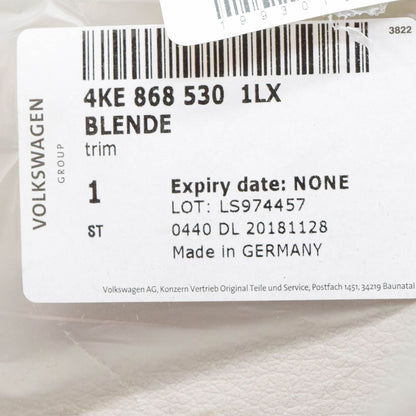 3822
4KE 868 530 1LX
BLENDE
trim
VOLKSWAGEN
GROUP
1
Expiry date: NONE
LOT: LS974457
ST
0440 DL 20181128
Made in GERMANY
Volkswagen AG, Konzern Vertrieb Original Teile und Service, Postfach 1451, 34219 Baunatal